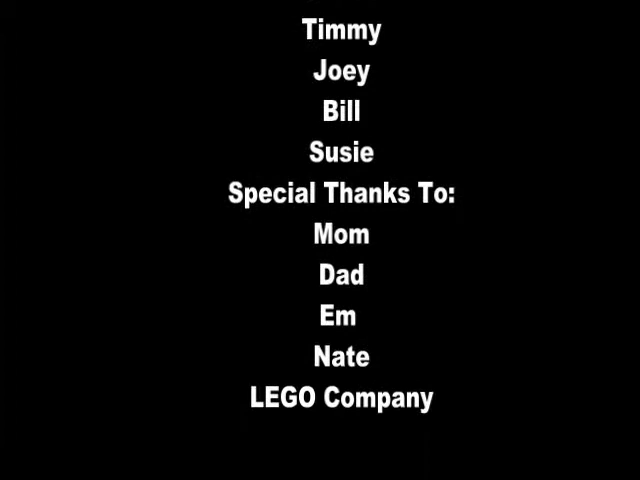 Timmy
Joey
Bill
Susie
Special Thanks To:
Mom
Dad
Em
Nate
LEGO Company